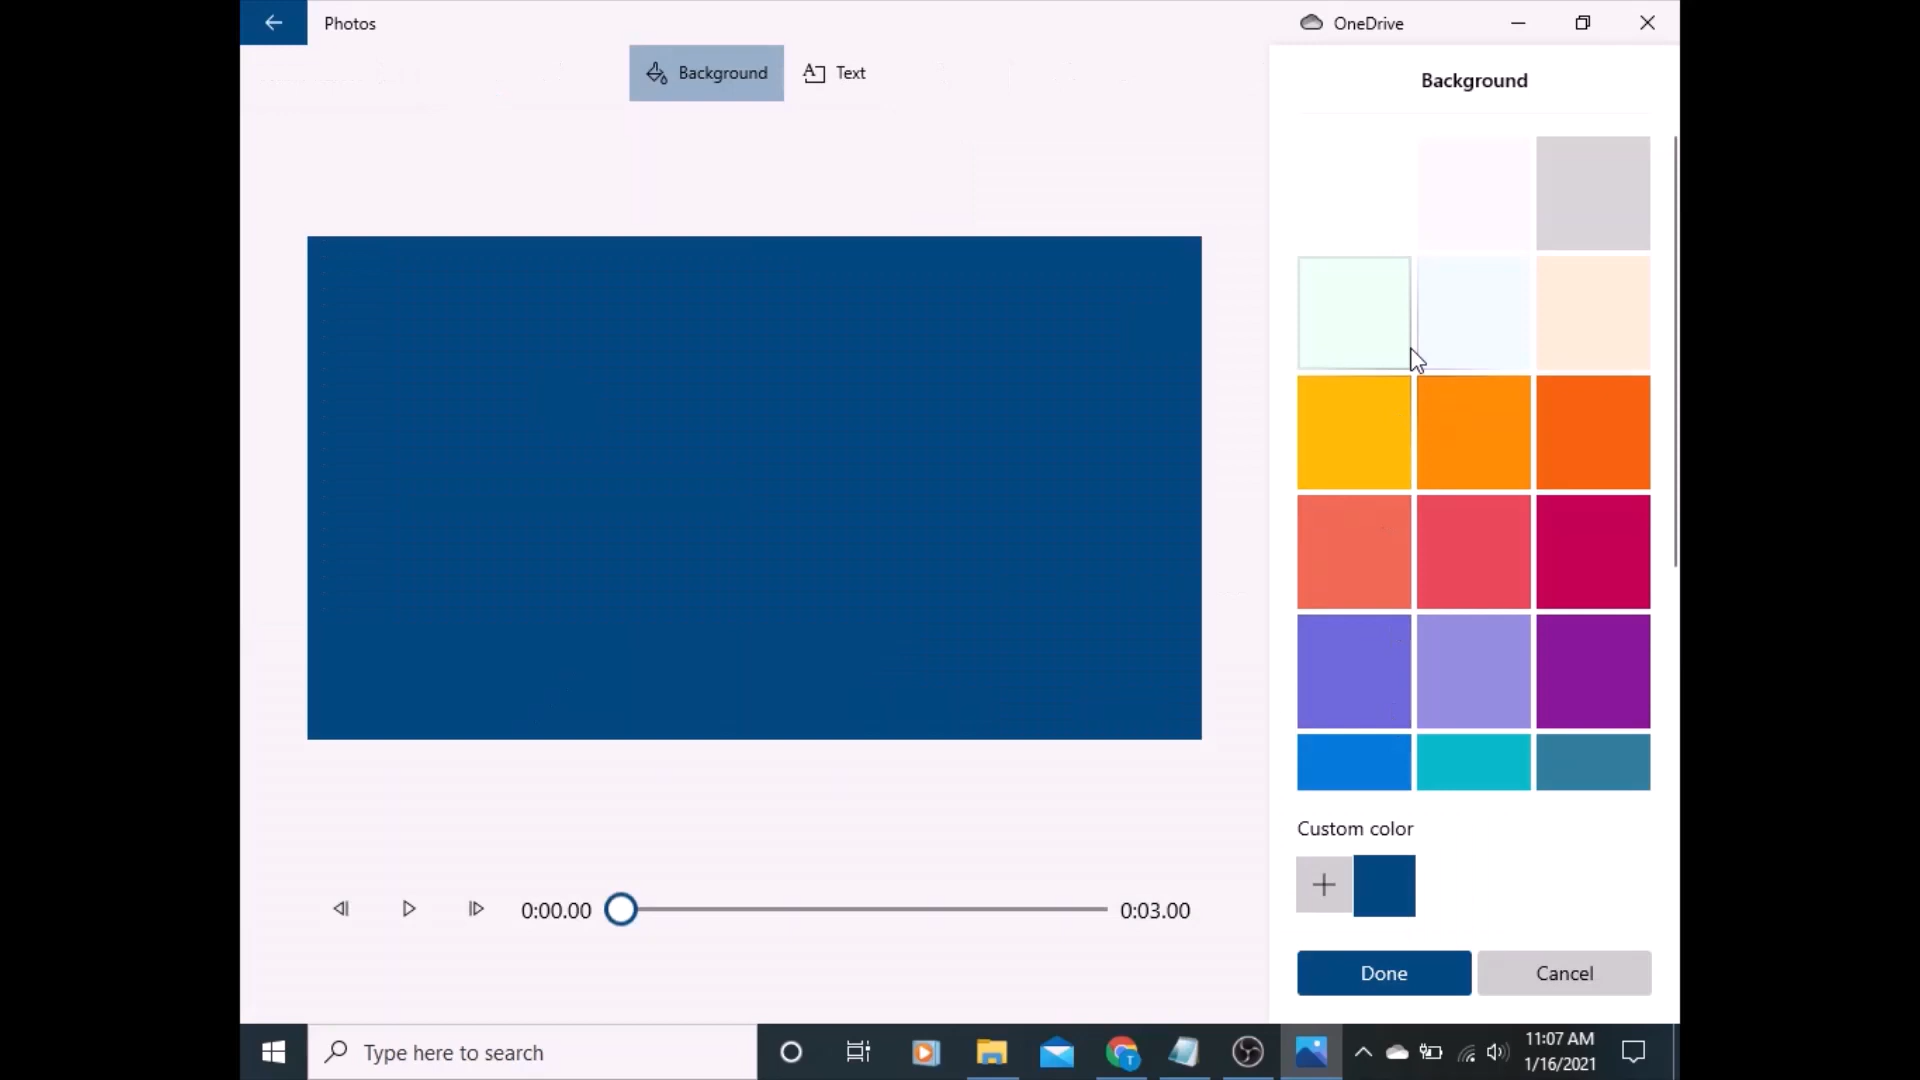 Photos
OneDrive
Background
Text
Background
0:00.00
0:03.00
Custom color
Done
Cancel
Type here to search
T
11:07 AM
1/16/2021